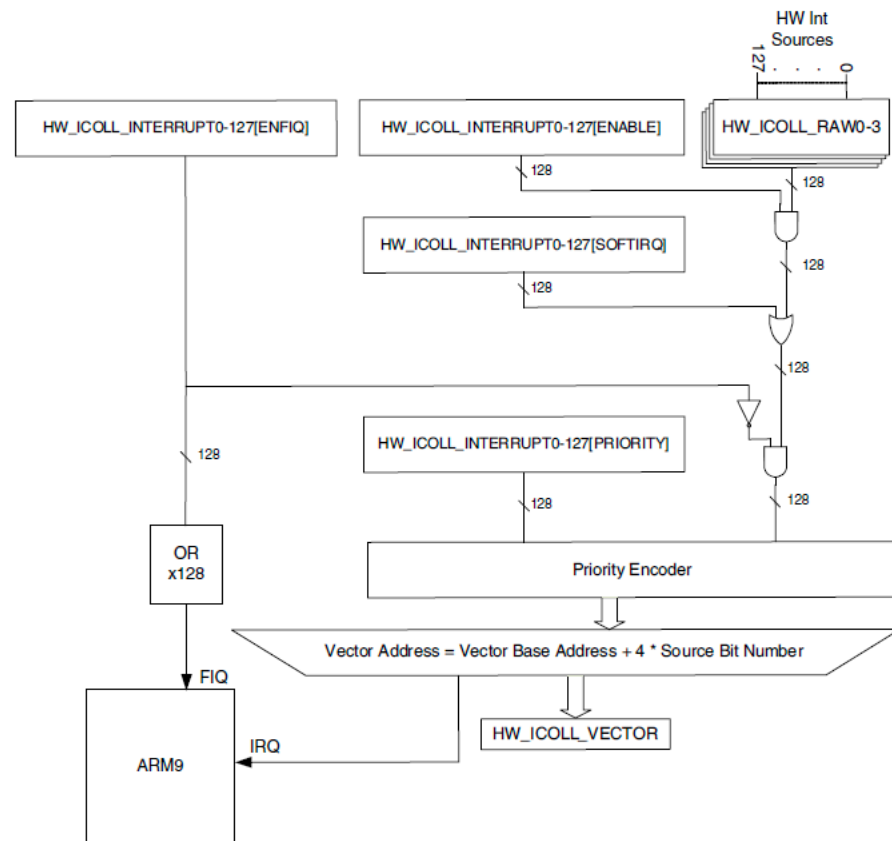 HW Int
Sources
127 . . . 0
HW_ICOLL_INTERRUPT0-127[ENFIQ]
HW_ICOLL_INTERRUPT0-127[ENABLE]
HW_ICOLL_RAW0-3
128
128
HW_ICOLL_INTERRUPT0-127[SOFTIRQ]
128
128
128
HW_ICOLL_INTERRUPT0-127[PRIORITY]
128
128
128
OR
x128
Priority Encoder
Vector Address = Vector Base Address + 4 * Source Bit Number
FIQ
HW_ICOLL_VECTOR
IRQ
ARM9